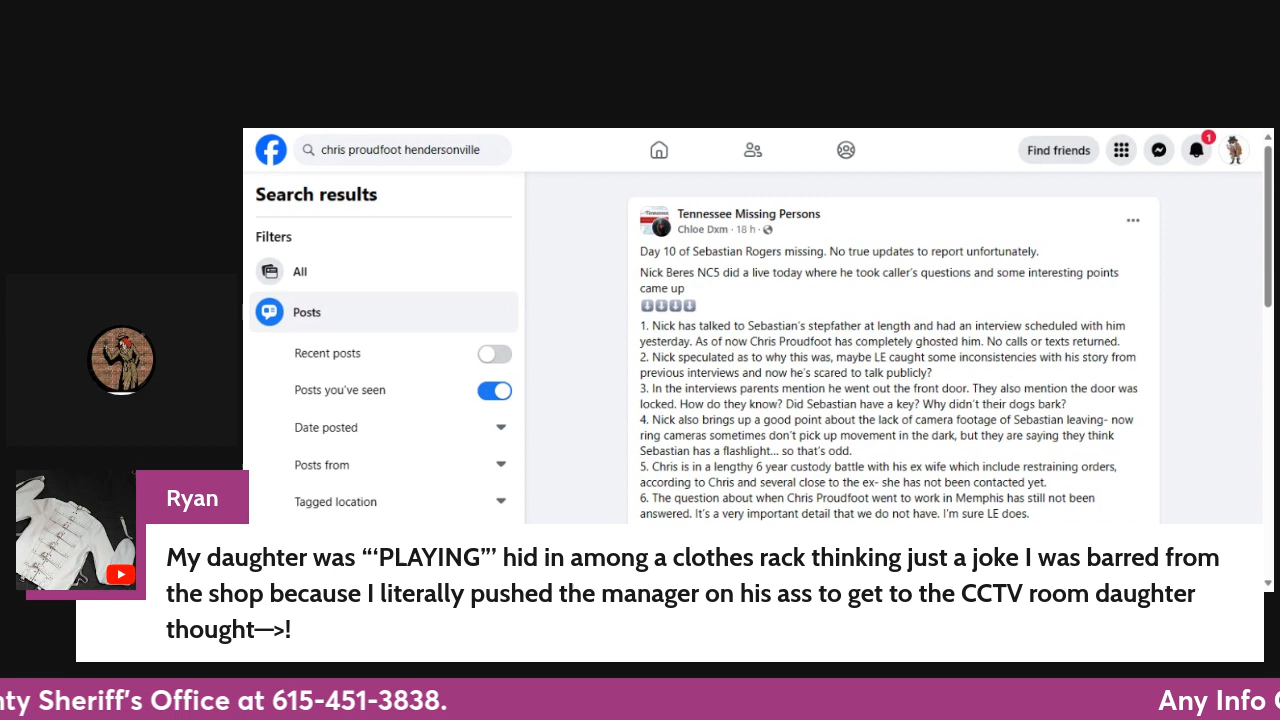 chris proudfoot hendersonville
Find friends
1
Search results
Filters
All
Posts
Recent posts
Posts you've seen
Date posted
Posts from
Tagged location
Tennessee Missing Persons
Chloe Dxm · 18 h ·
Day 10 of Sebastian Rogers missing. No true updates to report unfortunately.
Nick Beres NC5 did a live today where he took caller's questions and some interesting points
came up
⬇️⬇️⬇️⬇️
1. Nick has talked to Sebastian's stepfather at length and had an interview scheduled with him
yesterday. As of now Chris Proudfoot has completely ghosted him. No calls or texts returned.
2. Nick speculated as to why this was, maybe LE caught some inconsistencies with his story from
previous interviews and now he's scared to talk publicly?
3. In the interviews parents mention he went out the front door. They also mention the door was
locked. How do they know? Did Sebastian have a key? Why didn't their dogs bark?
4. Nick also brings up a good point about the lack of camera footage of Sebastian leaving- now
ring cameras sometimes don't pick up movement in the dark, but they are saying they think
Sebastian has a flashlight... so that's odd.
5. Chris is in a lengthy 6 year custody battle with his ex wife which include restraining orders,
according to Chris and several close to the ex- she has not been contacted yet.
6. The question about when Chris Proudfoot went to work in Memphis has still not been
answered. It's a very important detail that we do not have. I'm sure LE does.
Ryan
My daughter was “‘PLAYING”’ hid in among a clothes rack thinking just a joke I was barred from
the shop because I literally pushed the manager on his ass to get to the CCTV room daughter
thought—>!
nty Sheriff's Office at 615-451-3838.
Any Info